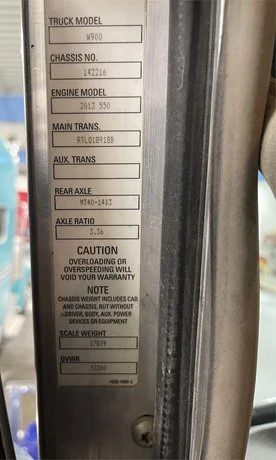 TRUCK MODEL
W900
CHASSIS NO.
142216
ENGINE MODEL
2013 550
MAIN TRANS.
RTLO18918B
AUX. TRANS
REAR AXLE
MT40-14X3
AXLE RATIO
3.36
CAUTION
OVERLOADING OR
OVERSPEEDING WILL
VOID YOUR WARRANTY
NOTE
CHASSIS WEIGHT INCLUDES CAB
AND CHASSIS, BUT WITHOUT
DRIVER, BODY, AUX. POWER
DEVICES OR EQUIPMENT
SCALE WEIGHT
17059
GVWR